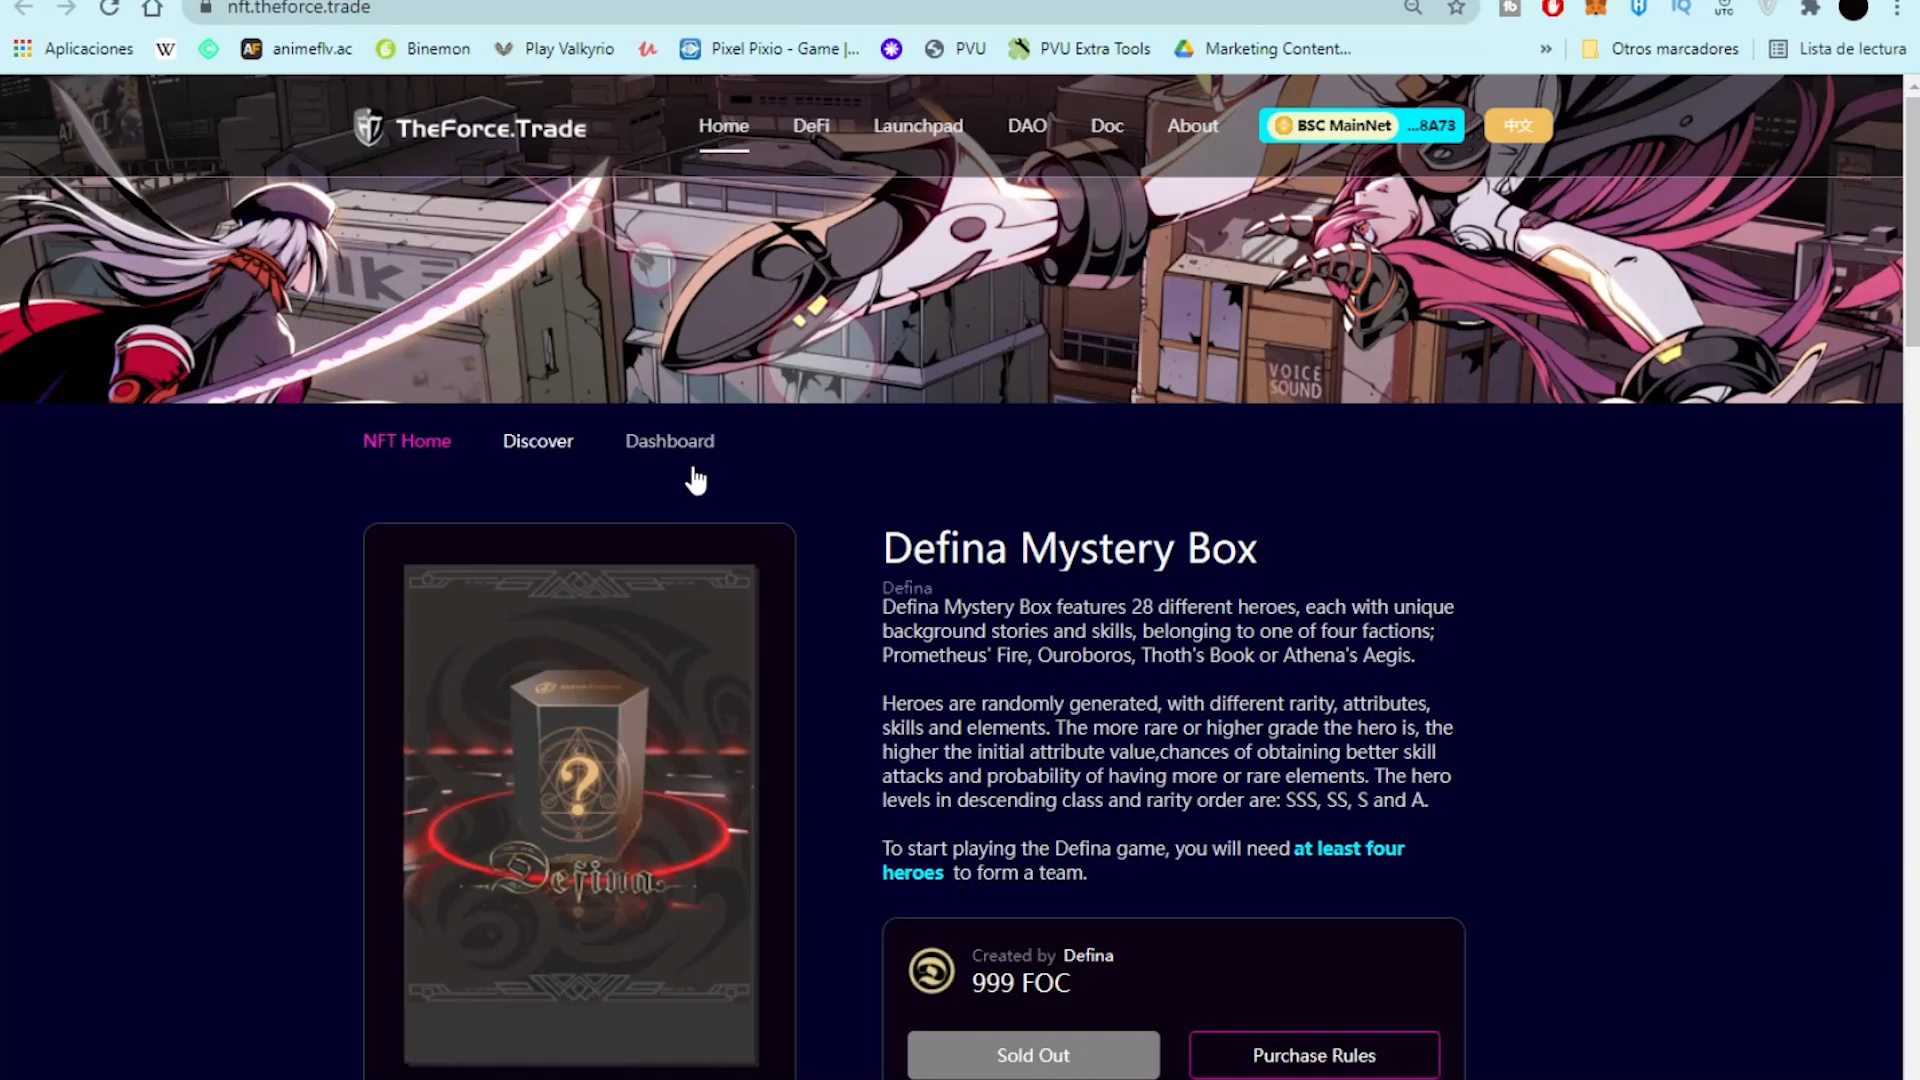 nft.theforce.trade
Aplicaciones W animeflv.ac Binemon Play Valkyrio Pixel Pixio - Game |... PVU PVU Extra Tools Marketing Content... » Otros marcadores Lista de lectura
TheForce.Trade Home DeFi Launchpad DAO Doc About BSC MainNet ...8A73 中文
VOICE
SOUND
NFT Home Discover Dashboard
Defina Mystery Box
Defina
Defina Mystery Box features 28 different heroes, each with unique
background stories and skills, belonging to one of four factions;
Prometheus' Fire, Ouroboros, Thoth's Book or Athena's Aegis.
Heroes are randomly generated, with different rarity, attributes,
skills and elements. The more rare or higher grade the hero is, the
higher the initial attribute value,chances of obtaining better skill
attacks and probability of having more or rare elements. The hero
levels in descending class and rarity order are: SSS, SS, S and A.
To start playing the Defina game, you will need at least four
heroes to form a team.
?
Defina
Created by Defina
999 FOC
Sold Out Purchase Rules